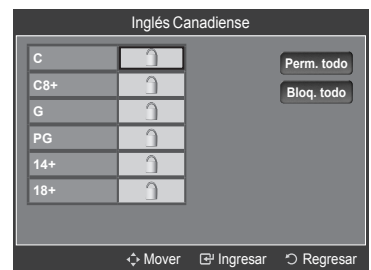 Inglés Canadiense
C
Perm. todo
C8+
Bloq. todo
G
PG
14+
18+
Mover Ingresar Regresar